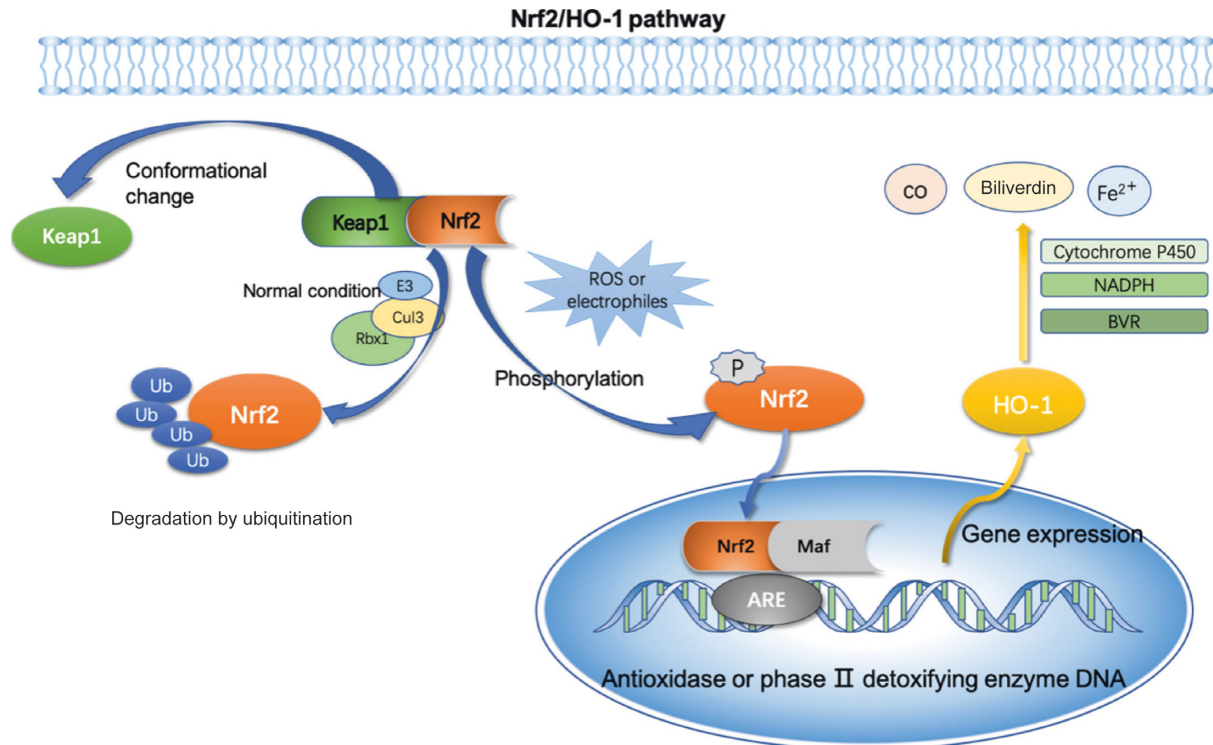 Nrf2/HO-1 pathway
Conformational
change
Keap1
Keap1
Nrf2
Normal condition
E3
Cul3
Rbx1
ROS or
electrophiles
Phosphorylation
Ub
Ub
Ub
Ub
Nrf2
Degradation by ubiquitination
P
Nrf2
CO
Biliverdin
Fe²⁺
Cytochrome P450
NADPH
BVR
HO-1
Gene expression
Nrf2
Maf
ARE
Antioxidase or phase Ⅱ detoxifying enzyme DNA